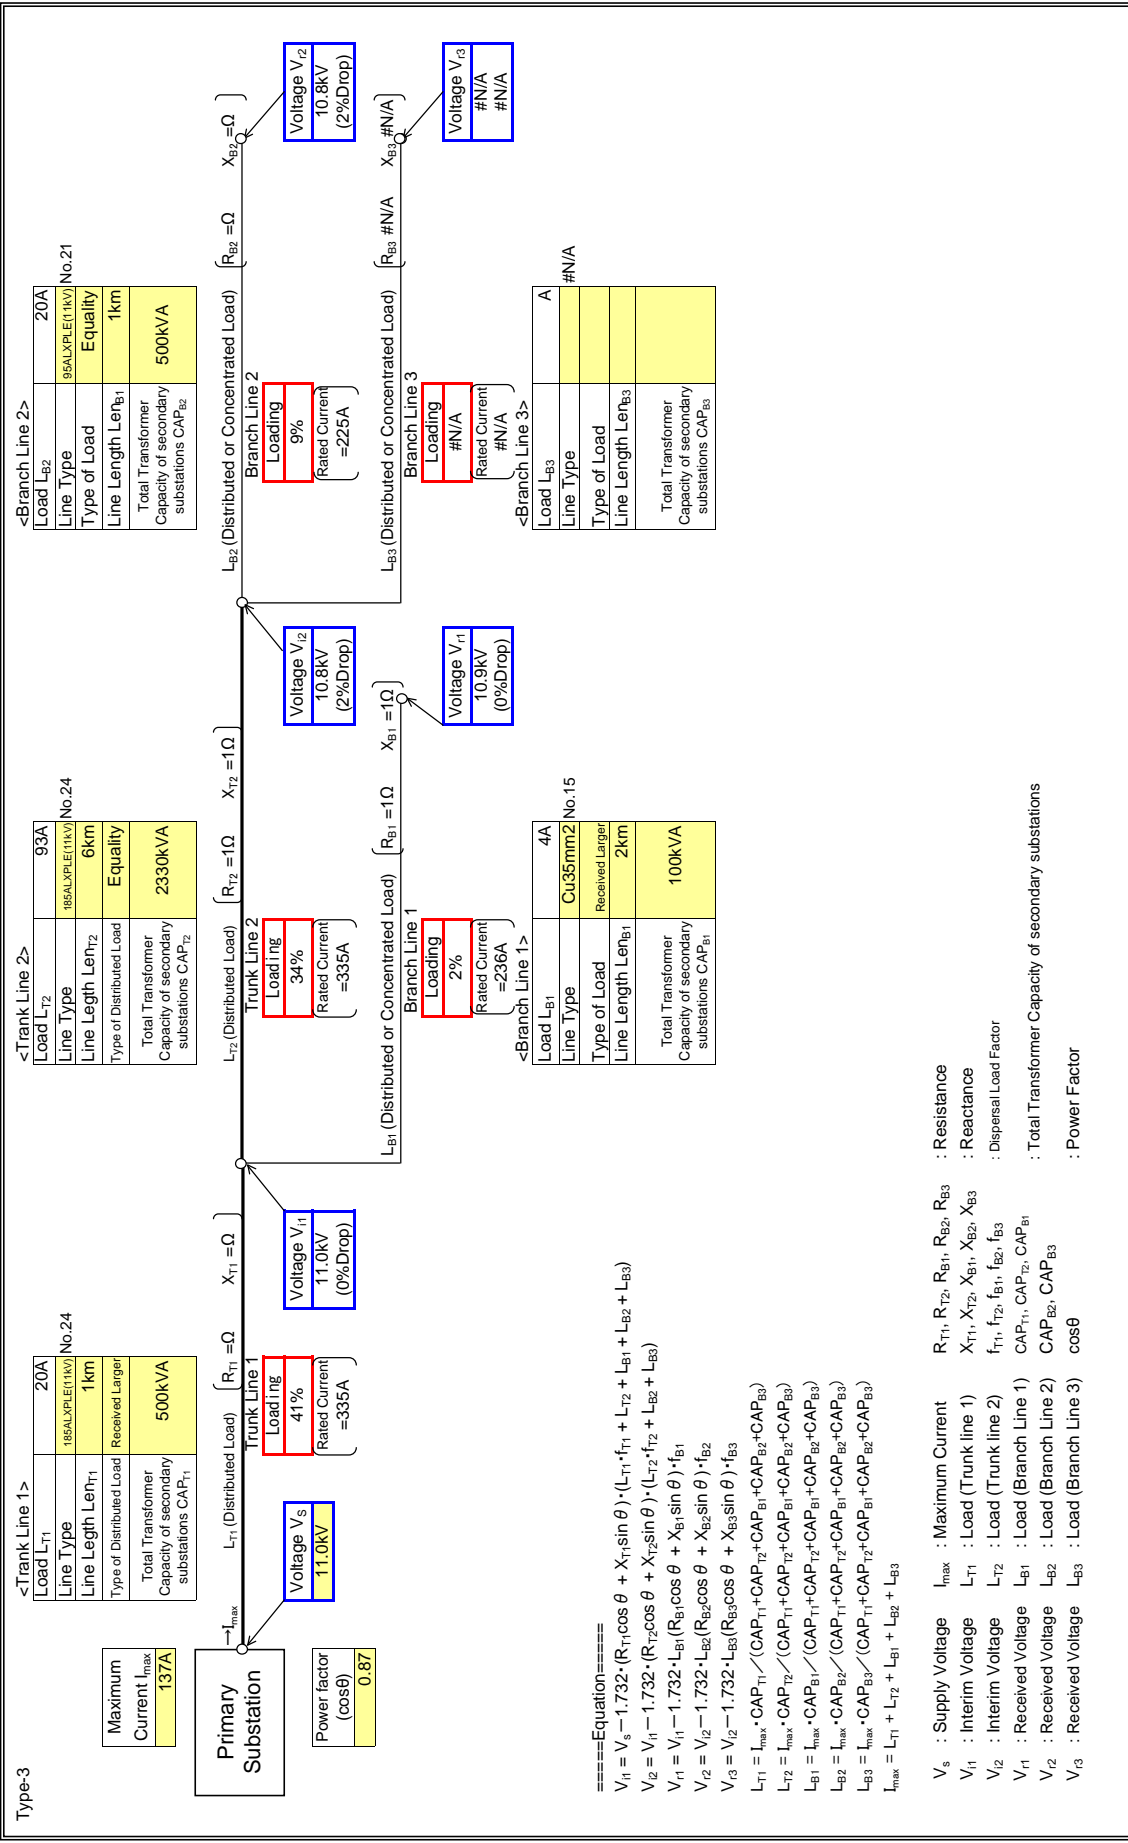 Type-3
Maximum
Current Imax
137A
Primary
Substation
Power factor
(cosθ)
0.87
→Imax
Voltage VS
11.0kV
<Trank Line 1>
Load LT1 20A
Line Type 185ALXPLE(11kV) No.24
Line Legth LenT1 1km
Type of Distributed Load Received Larger
Total Transformer
Capacity of secondary
substations CAPT1
500kVA
LT1 (Distributed Load) RT1 =Ω XT1 =Ω
Trunk Line 1
Loading
41%
Rated Current
=335A
Voltage Vi1
11.0kV
(0%Drop)
<Trank Line 2>
Load LT2 93A
Line Type 185ALXPLE(11kV) No.24
Line Legth LenT2 6km
Type of Distributed Load Equality
Total Transformer
Capacity of secondary
substations CAPT2
2330kVA
LT2 (Distributed Load) RT2 =1Ω XT2 =1Ω
Trunk Line 2
Loading
34%
Rated Current
=335A
Voltage Vi2
10.8kV
(2%Drop)
LB1 (Distributed or Concentrated Load) RB1 =1Ω XB1 =1Ω
Branch Line 1
Loading
2%
Rated Current
=236A
Voltage Vr1
10.9kV
(0%Drop)
<Branch Line 1>
Load LB1 4A
Line Type Cu35mm2 No.15
Type of Load Received Larger
Line Length LenB1 2km
Total Transformer
Capacity of secondary
substations CAPB1
100kVA
<Branch Line 2>
Load LB2 20A
Line Type 95ALXPLE(11kV) No.21
Type of Load Equality
Line Length LenB1 1km
Total Transformer
Capacity of secondary
substations CAPB2
500kVA
LB2 (Distributed or Concentrated Load) RB2 =Ω XB2 =Ω
Branch Line 2
Loading
9%
Rated Current
=225A
Voltage Vr2
10.8kV
(2%Drop)
LB3 (Distributed or Concentrated Load) RB3 #N/A XB3 #N/A
Branch Line 3
Loading
#N/A
Rated Current
#N/A
Voltage Vr3
#N/A
#N/A
<Branch Line 3>
Load LB3 A
Line Type #N/A
Type of Load
Line Length LenB3
Total Transformer
Capacity of secondary
substations CAPB3
=====Equation=====
Vi1 = Vs−1.732•(RT1cosθ + XT1sinθ)•(LT1•fT1 + LT2 + LB1 + LB2 + LB3)
Vi2 = Vi1−1.732•(RT2cosθ + XT2sinθ)•(LT2•fT2 + LB2 + LB3)
Vr1 = Vi1−1.732•LB1(RB1cosθ + XB1sinθ)•fB1
Vr2 = Vi2−1.732•LB2(RB2cosθ + XB2sinθ)•fB2
Vr3 = Vi2−1.732•LB3(RB3cosθ + XB3sinθ)•fB3
LT1 = Imax•CAPT1／(CAPT1+CAPT2+CAPB1+CAPB2+CAPB3)
LT2 = Imax•CAPT2／(CAPT1+CAPT2+CAPB1+CAPB2+CAPB3)
LB1 = Imax•CAPB1／(CAPT1+CAPT2+CAPB1+CAPB2+CAPB3)
LB2 = Imax•CAPB2／(CAPT1+CAPT2+CAPB1+CAPB2+CAPB3)
LB3 = Imax•CAPB3／(CAPT1+CAPT2+CAPB1+CAPB2+CAPB3)
Imax = LT1 + LT2 + LB1 + LB2 + LB3
Vs : Supply Voltage Imax : Maximum Current RT1, RT2, RB1, RB2, RB3 : Resistance
Vi1 : Interim Voltage LT1 : Load (Trunk line 1) XT1, XT2, XB1, XB2, XB3 : Reactance
Vi2 : Interim Voltage LT2 : Load (Trunk line 2) fT1, fT2, fB1, fB2, fB3 : Dispersal Load Factor
Vr1 : Received Voltage LB1 : Load (Branch Line 1) CAPT1, CAPT2, CAPB1 : Total Transformer Capacity of secondary substations
Vr2 : Received Voltage LB2 : Load (Branch Line 2) CAPB2, CAPB3
Vr3 : Received Voltage LB3 : Load (Branch Line 3) cosθ : Power Factor